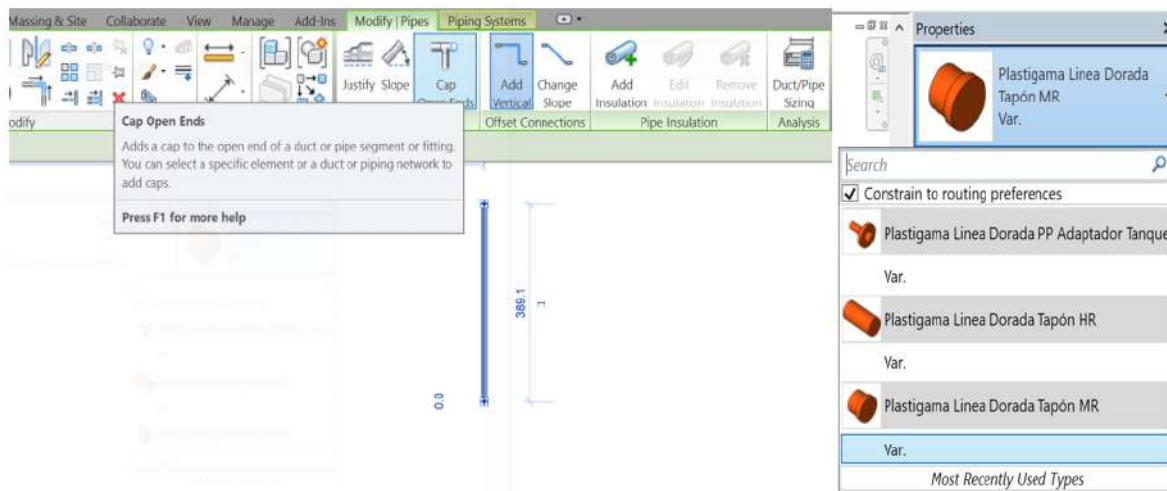 Massing & Site Collaborate View Manage Add-Ins Modify | Pipes Piping Systems
Justify Slope Cap Open Ends
Add Vertical Change Slope
Add Insulation Edit Insulation Remove Insulation
Duct/Pipe Sizing
odify
Offset Connections Pipe Insulation Analysis
Cap Open Ends
Adds a cap to the open end of a duct or pipe segment or fitting.
You can select a specific element or a duct or piping network to
add caps.
Press F1 for more help
389.1
0.0
Properties
Plastigama Linea Dorada
Tapón MR
Var.
Search
Constrain to routing preferences
Plastigama Linea Dorada PP Adaptador Tanque
Var.
Plastigama Linea Dorada Tapón HR
Var.
Plastigama Linea Dorada Tapón MR
Var.
Most Recently Used Types